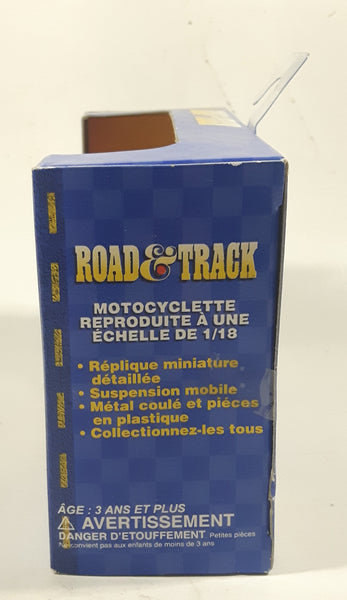 ROAD & TRACK
MOTOCYCLETTE
REPRODUITE À UNE
ÉCHELLE DE 1/18
• Réplique miniature
détaillée
• Suspension mobile
• Métal coulé et piéces
en plastique
• Collectionnez-les tous
ÂGE : 3 ANS ET PLUS
⚠ AVERTISSEMENT
DANGER D'ETOUFFEMENT Petites pièces
Ne convient pas aux enfants de moins de 3 ans